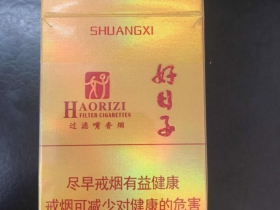 SHUANGXI
好日子
HAORIZI
FILTER CIGARETTES
过滤嘴香烟
尽早戒烟有益健康
戒烟可减少对健康的危害